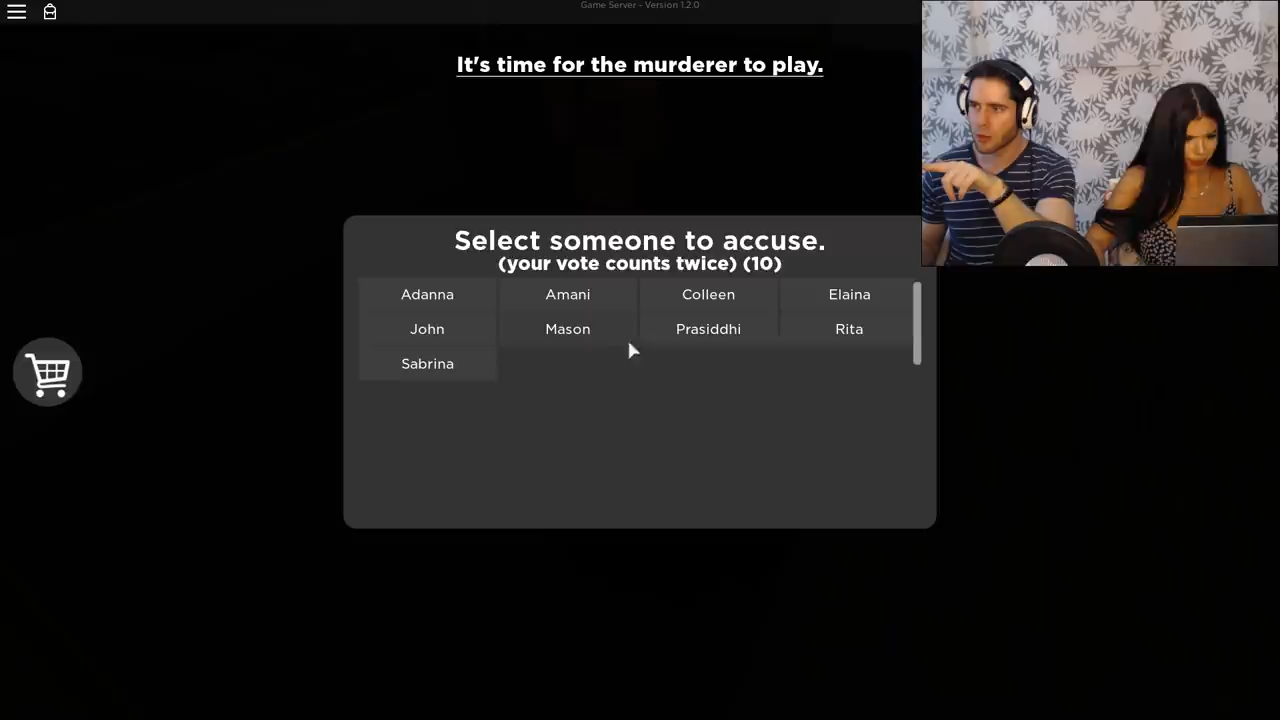 Game Server - Version 1.2.0
It's time for the murderer to play.
Select someone to accuse.
(your vote counts twice) (10)
Adanna Amani Colleen Elaina
John Mason Prasiddhi Rita
Sabrina